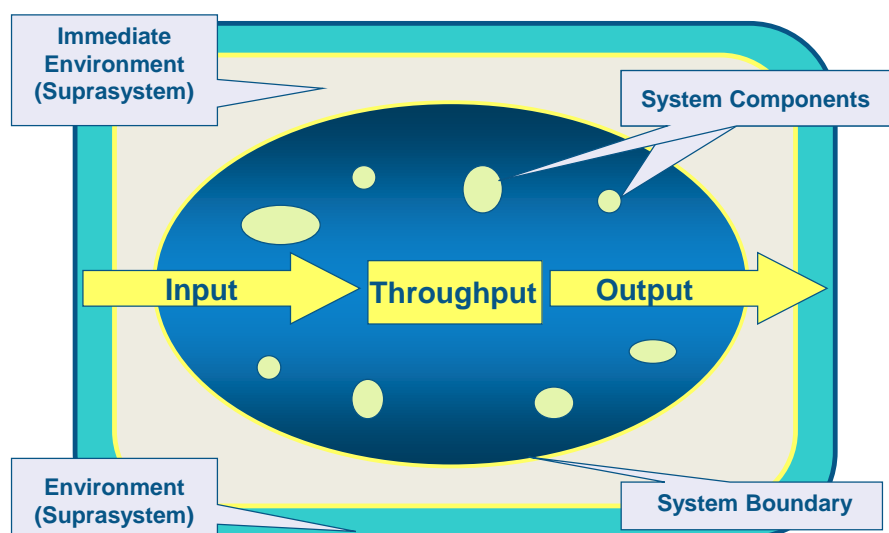 Immediate
Environment
(Suprasystem)
System Components
Input
Throughput
Output
Environment
(Suprasystem)
System Boundary